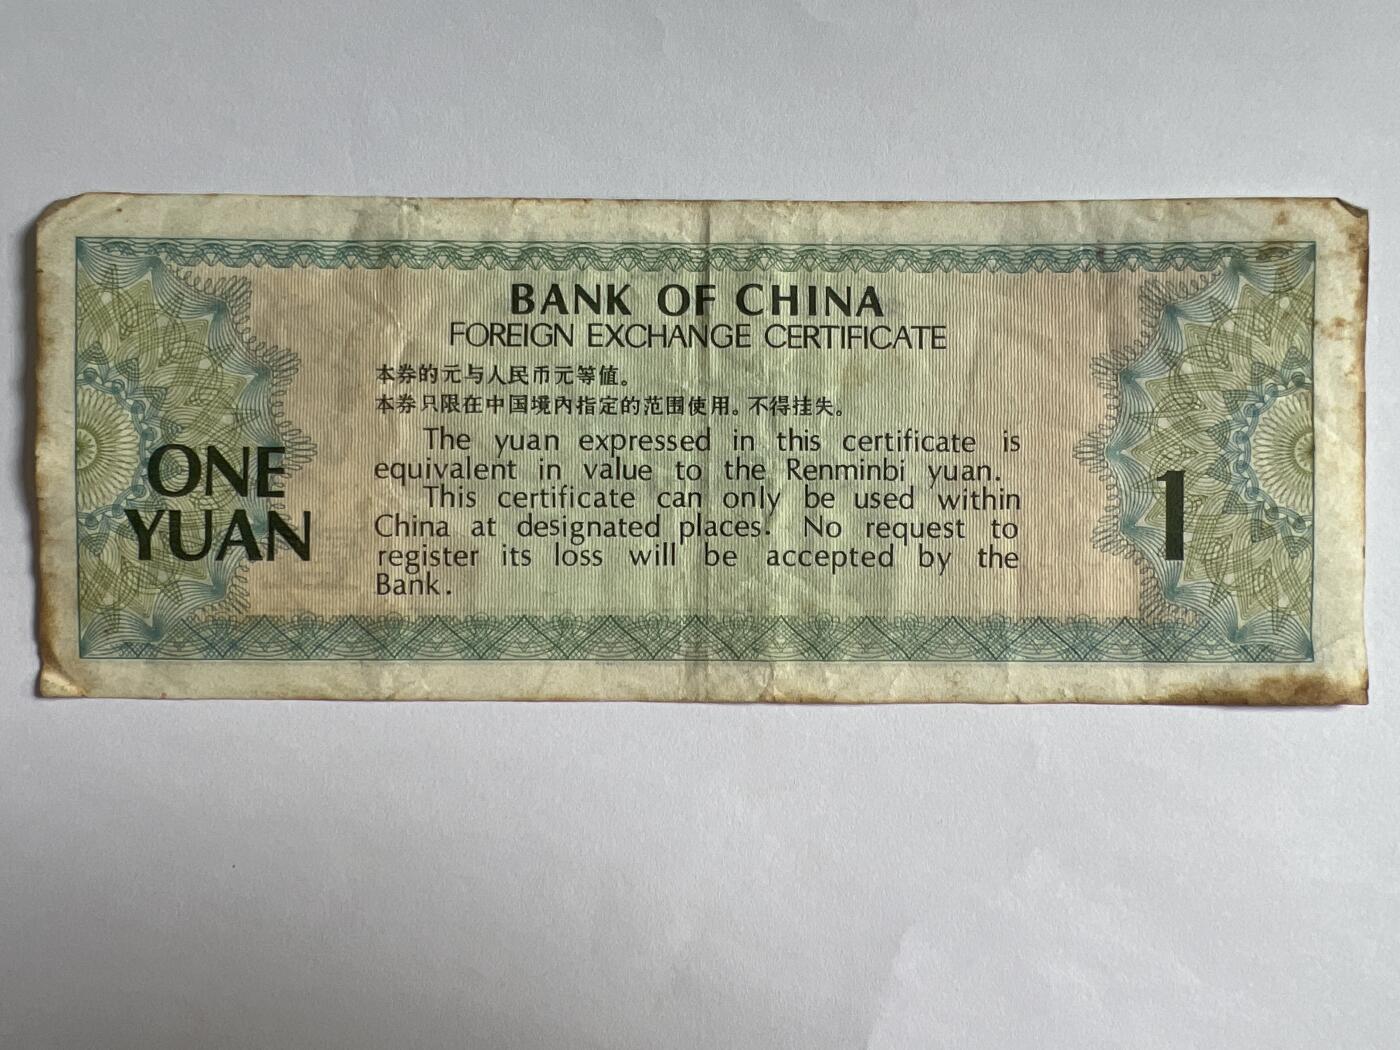 BANK OF CHINA
FOREIGN EXCHANGE CERTIFICATE
本券的元与人民币元等值。
本券只限在中国境内指定的范围使用。不得挂失。
The yuan expressed in this certificate is
equivalent in value to the Renminbi yuan.
This certificate can only be used within
China at designated places. No request to
register its loss will be accepted by the
Bank.
ONE
YUAN
1